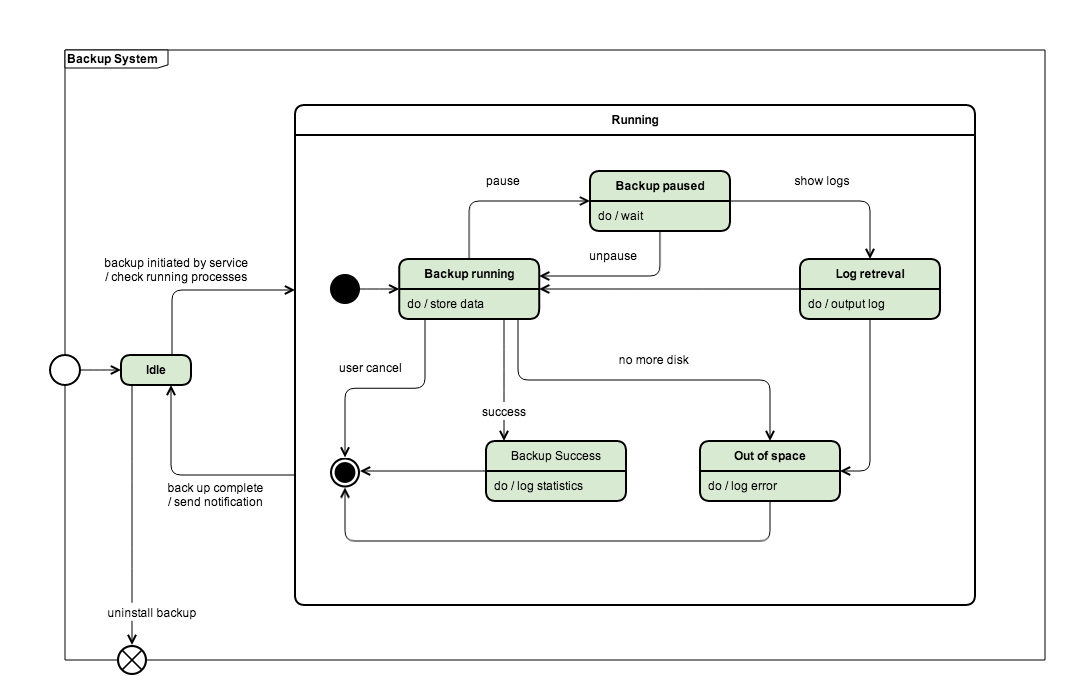 Backup System
Running
Backup paused
do / wait
pause
show logs
unpause
backup initiated by service
/ check running processes
Backup running
do / store data
Log retreval
do / output log
Idle
user cancel
no more disk
success
Backup Success
do / log statistics
Out of space
do / log error
back up complete
/ send notification
uninstall backup